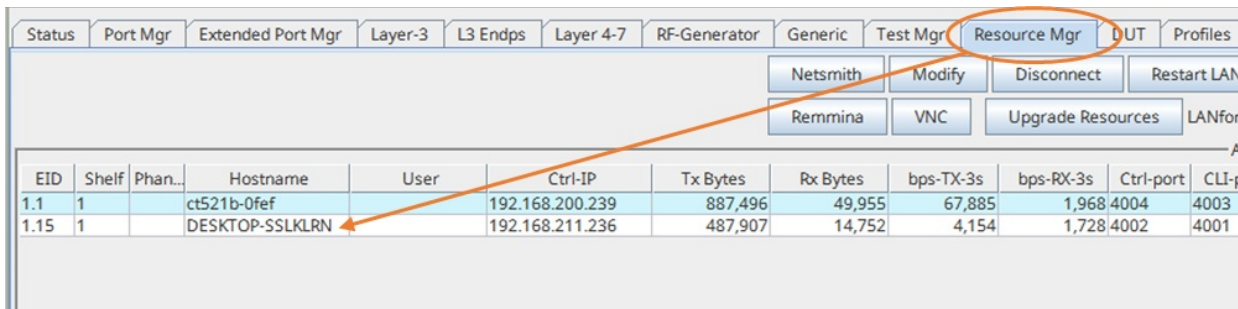 Status Port Mgr Extended Port Mgr Layer-3 L3 Endps Layer 4-7 RF-Generator Generic Test Mgr Resource Mgr DUT Profiles
Netsmith Modify Disconnect Restart LAN
Remmina VNC Upgrade Resources LANfor
A
EID Shelf Phan... Hostname User Ctrl-IP Tx Bytes Rx Bytes bps-TX-3s bps-RX-3s Ctrl-port CLI-p
1.1 1 ct521b-0fef 192.168.200.239 887,496 49,955 67,885 1,968 4004 4003
1.15 1 DESKTOP-SSLKLRN 192.168.211.236 487,907 14,752 4,154 1,728 4002 4001